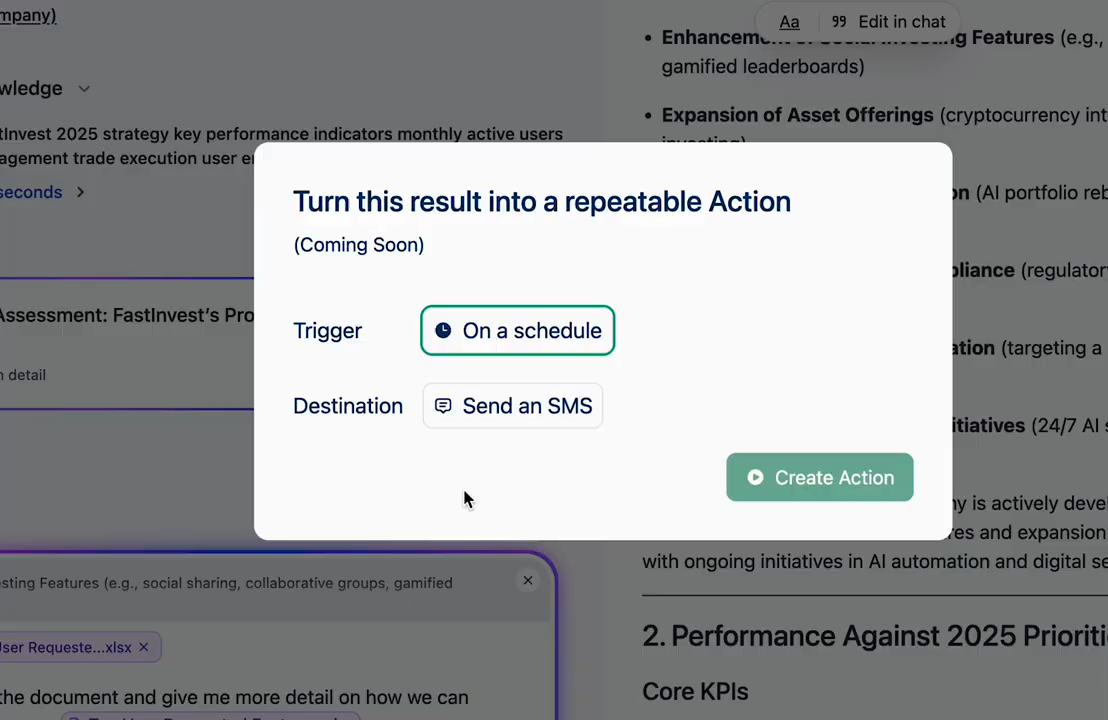 mpany)
Aa
Edit in chat
wledge
Features (e.g.,
gamified leaderboards)
tInvest 2025 strategy key performance indicators monthly active users
agement trade execution user
seconds
Expansion of Asset Offerings (cryptocurrency int
Turn this result into a repeatable Action
(Coming Soon)
on (AI portfolio reb
pliance (regulatory
Assessment: FastInvest's Pro
n detail
Trigger
On a schedule
ation (targeting a
Destination
Send an SMS
itiatives (24/7 AI s
Create Action
ny is actively deve
res and expansion
with ongoing initiatives in AI automation and digital se
sting Features (e.g., social sharing, collaborative groups, gamified
User Requeste...xlsx
2. Performance Against 2025 Prioriti
the document and give me more detail on how we can
Core KPIs